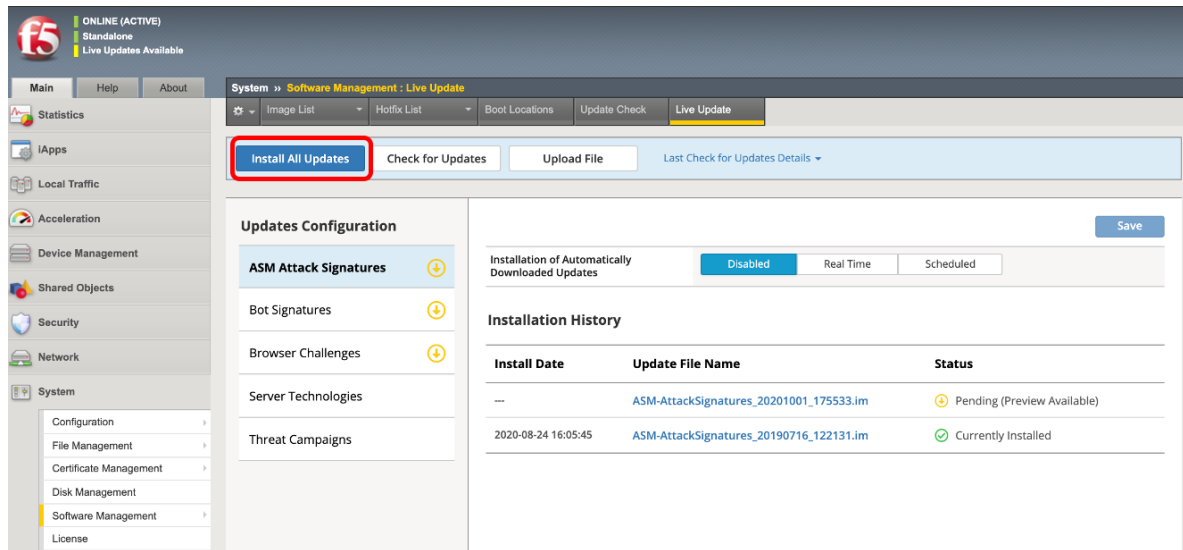 f5
ONLINE (ACTIVE)
Standalone
Live Updates Available
Main
Help
About
System ›› Software Management : Live Update
Image List
Hotfix List
Boot Locations
Update Check
Live Update
Statistics
iApps
Local Traffic
Acceleration
Device Management
Shared Objects
Security
Network
System
Configuration
File Management
Certificate Management
Disk Management
Software Management
License
Install All Updates
Check for Updates
Upload File
Last Check for Updates Details
Updates Configuration
ASM Attack Signatures
Bot Signatures
Browser Challenges
Server Technologies
Threat Campaigns
Save
Installation of Automatically
Downloaded Updates
Disabled
Real Time
Scheduled
Installation History
Install Date Update File Name Status
--- ASM-AttackSignatures_20201001_175533.im Pending (Preview Available)
2020-08-24 16:05:45 ASM-AttackSignatures_20190716_122131.im Currently Installed